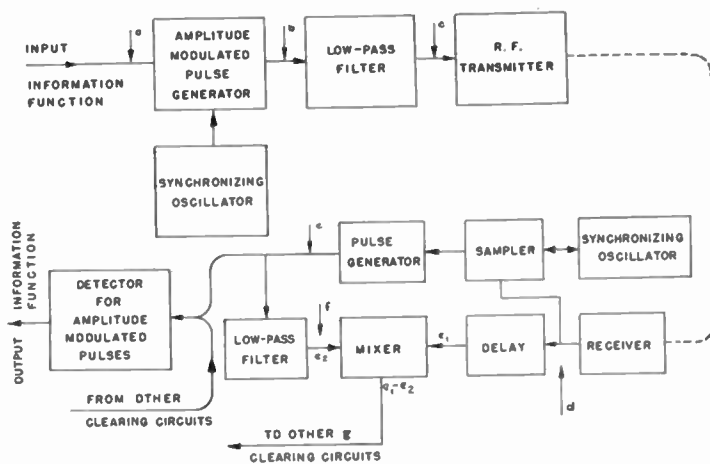 INPUT
INFORMATION
FUNCTION
a
AMPLITUDE
MODULATED
PULSE
GENERATOR
b
LOW-PASS
FILTER
c
R. F.
TRANSMITTER
SYNCHRONIZING
OSCILLATOR
OUTPUT INFORMATION
FUNCTION
DETECTOR
FOR
AMPLITUDE
MODULATED
PULSES
e
PULSE
GENERATOR
SAMPLER
SYNCHRONIZING
OSCILLATOR
LOW-PASS
FILTER
f
e2
MIXER
e1
DELAY
RECEIVER
d
e1-e2
FROM OTHER
CLEARING CIRCUITS
TO OTHER g
CLEARING CIRCUITS